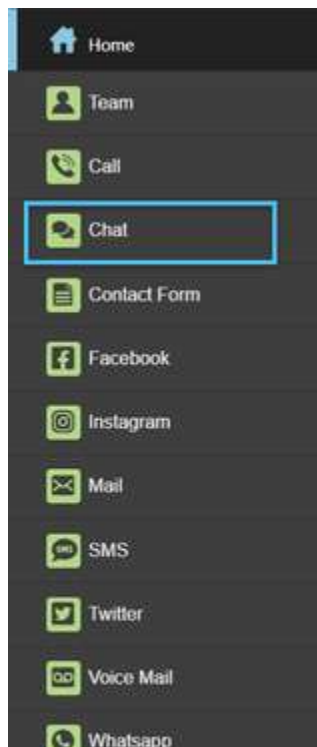 Home
Team
Call
Chat
Contact Form
Facebook
Instagram
Mail
SMS
Twitter
Voice Mail
Whatsapp